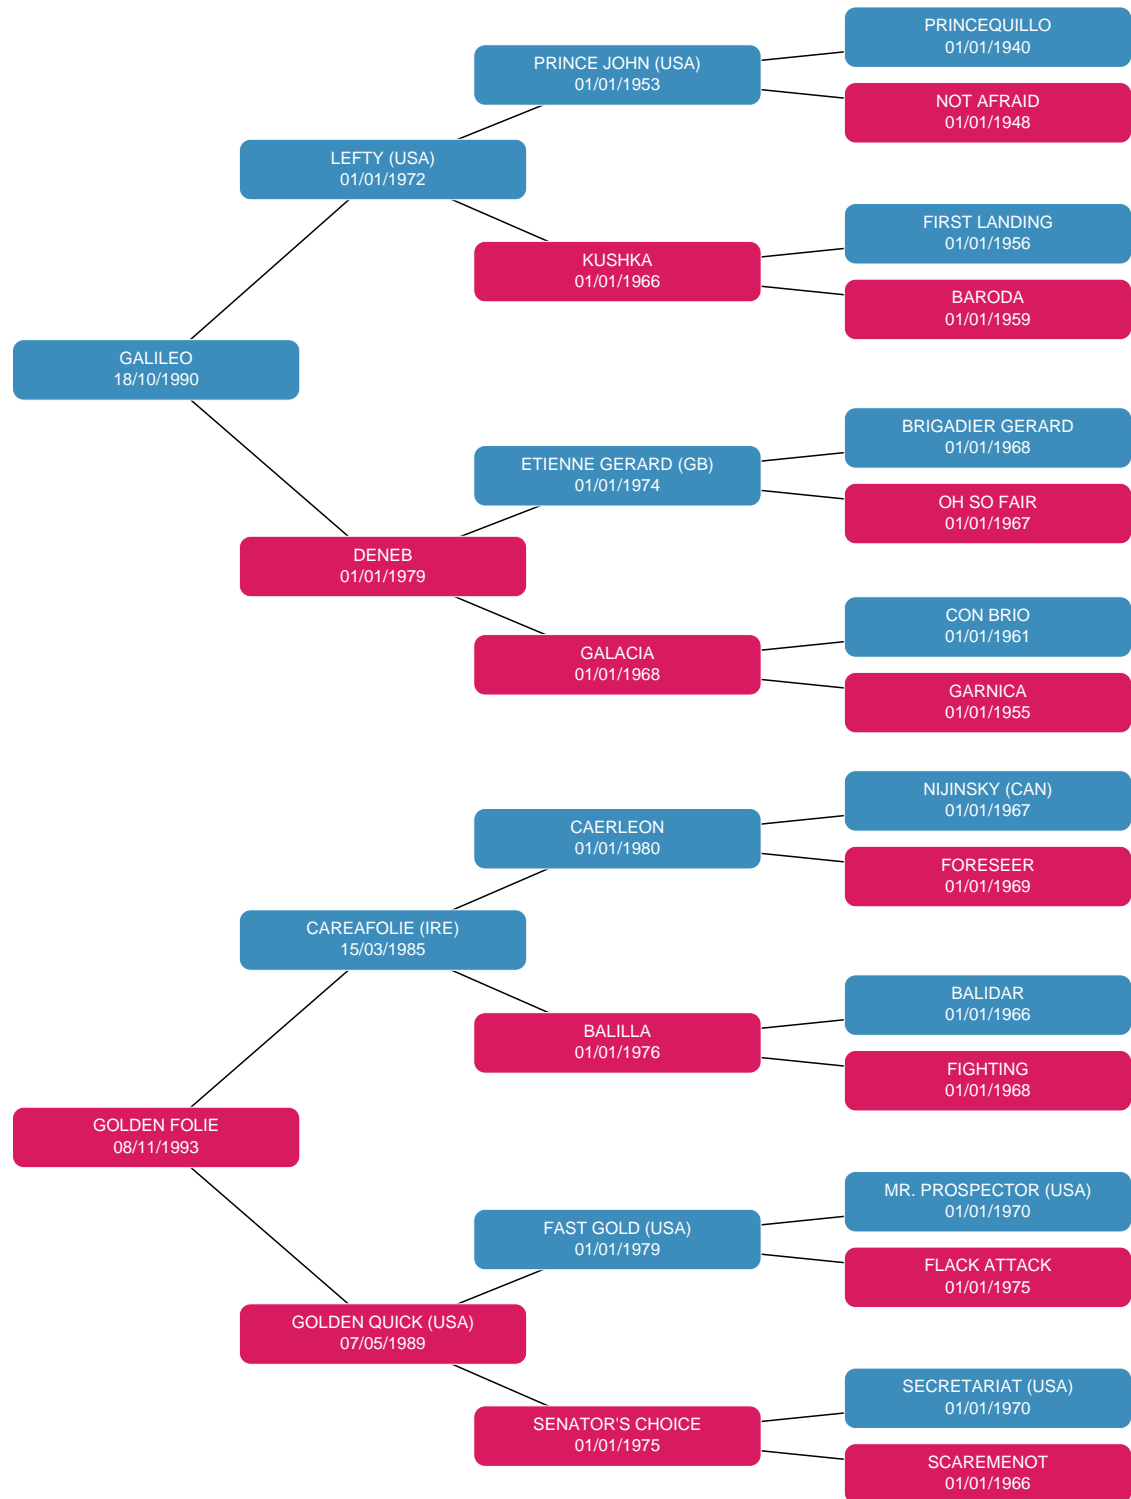 PRINCEQUILLO
01/01/1940
PRINCE JOHN (USA)
01/01/1953
NOT AFRAID
01/01/1948
LEFTY (USA)
01/01/1972
FIRST LANDING
01/01/1956
KUSHKA
01/01/1966
BARODA
01/01/1959
GALILEO
18/10/1990
BRIGADIER GERARD
01/01/1968
ETIENNE GERARD (GB)
01/01/1974
OH SO FAIR
01/01/1967
DENEB
01/01/1979
CON BRIO
01/01/1961
GALACIA
01/01/1968
GARNICA
01/01/1955
NIJINSKY (CAN)
01/01/1967
CAERLEON
01/01/1980
FORESEER
01/01/1969
CAREAFOLIE (IRE)
15/03/1985
BALIDAR
01/01/1966
BALILLA
01/01/1976
FIGHTING
01/01/1968
GOLDEN FOLIE
08/11/1993
MR. PROSPECTOR (USA)
01/01/1970
FAST GOLD (USA)
01/01/1979
FLACK ATTACK
01/01/1975
GOLDEN QUICK (USA)
07/05/1989
SECRETARIAT (USA)
01/01/1970
SENATOR'S CHOICE
01/01/1975
SCAREMENOT
01/01/1966